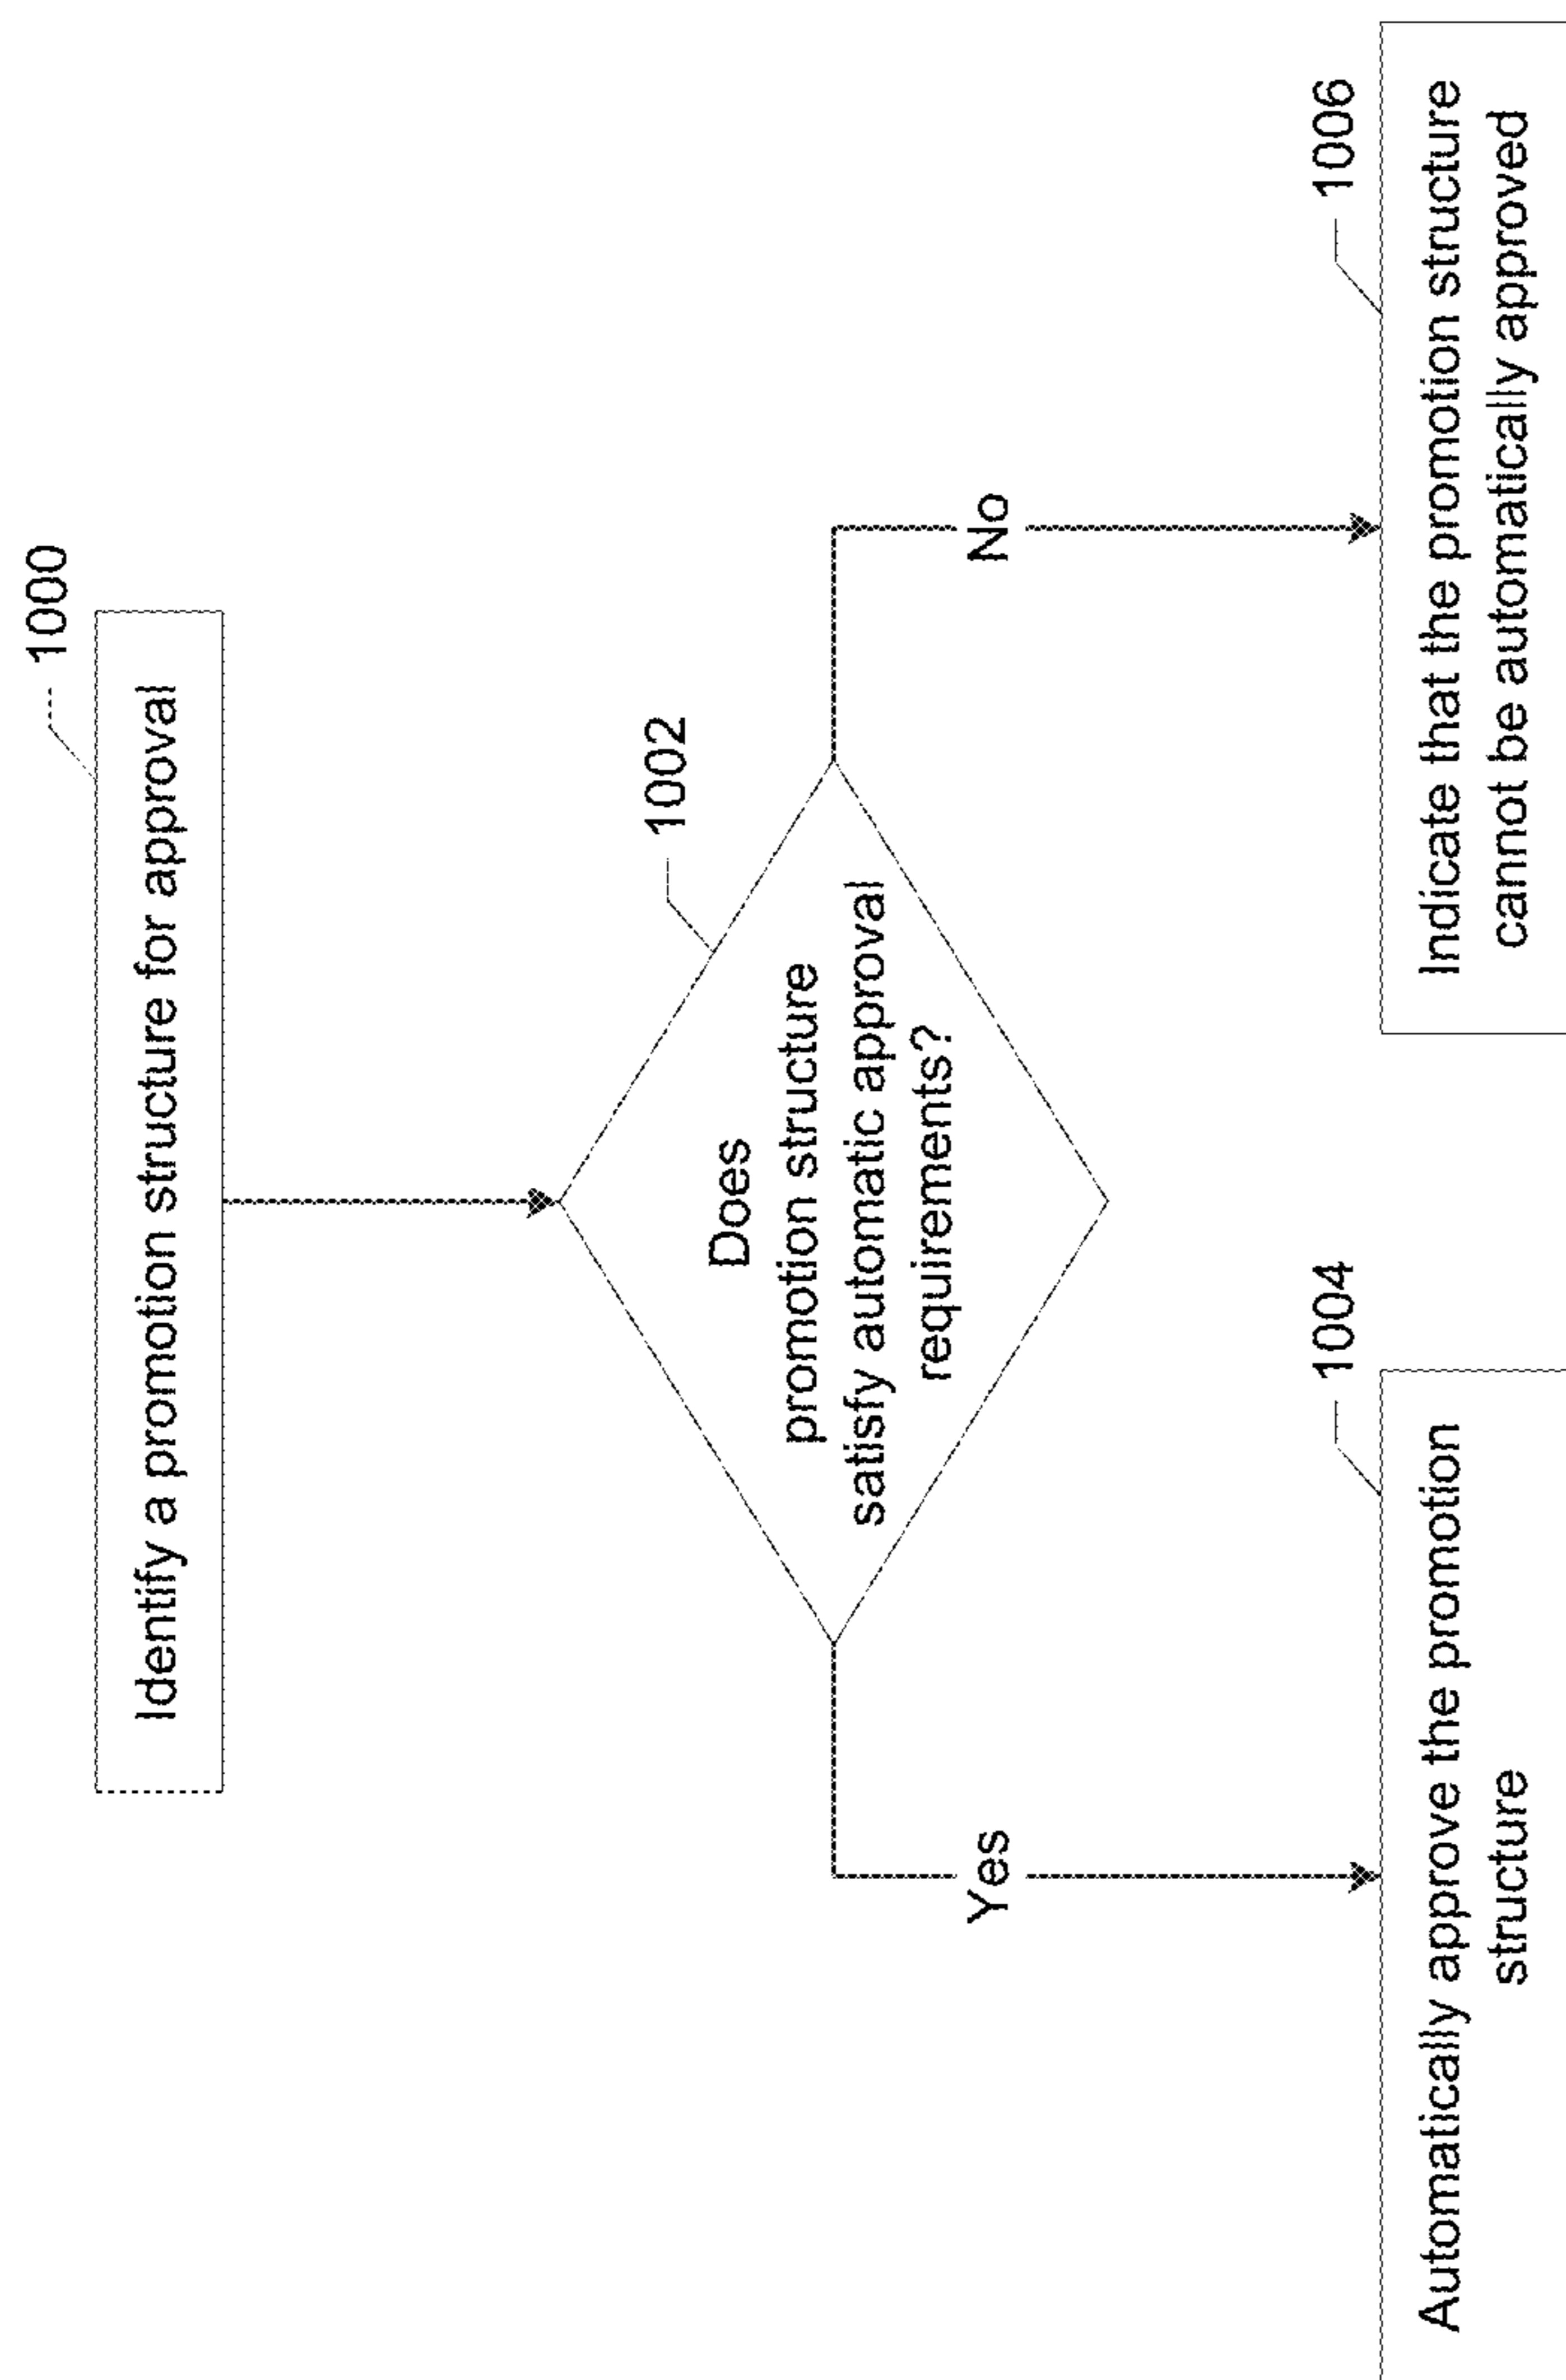 1000
Identify a promotion structure for approval
1002
Does
promotion structure
satisfy automatic approval
requirements?
Yes
No
1004
Automatically approve the promotion
structure
1006
Indicate that the promotion structure
cannot be automatically approved